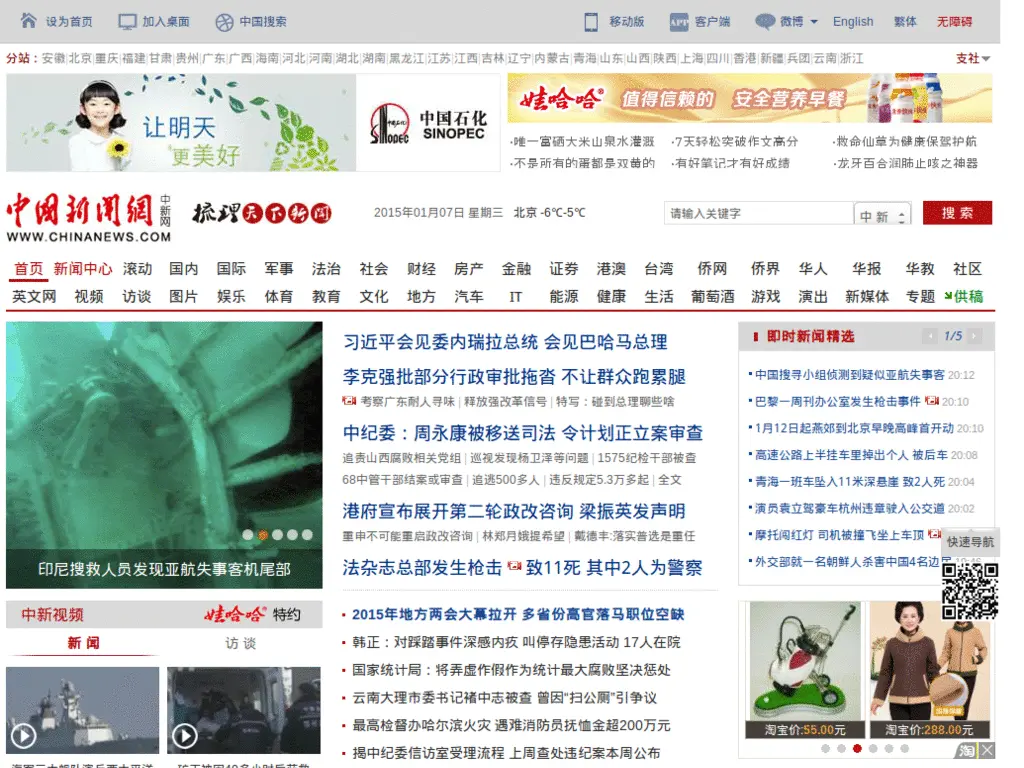 设为首页 加入桌面 中国搜索 移动版 APP 客户端 微博 English 繁体 无障碍
分站：安徽|北京|重庆|福建|甘肃|贵州|广东|广西|海南|河北|河南|湖北|湖南|黑龙江|江苏|江西|吉林|辽宁|内蒙古|青海|山东|山西|陕西|上海|四川|香港|新疆|兵团|云南|浙江 支社
让明天
更美好
SINOPEC
中国石化
SINOPEC
娃哈哈 值得信赖的 安全营养早餐
·唯一富硒大米山泉水灌溉 ·7天轻松突破作文高分 ·救命仙草为健康保驾护航
·不是所有的蛋都是双黄的 ·有好笔记才有好成绩 ·龙牙百合润肺止咳之神器
中国新闻网 中新网
WWW.CHINANEWS.COM
梳理天下新闻
2015年01月07日 星期三 北京 -6℃-5℃
请输入关键字 中新 搜索
首页 新闻中心 滚动 国内 国际 军事 法治 社会 财经 房产 金融 证券 港澳 台湾 侨网 侨界 华人 华报 华教 社区
英文网 视频 访谈 图片 娱乐 体育 教育 文化 地方 汽车 IT 能源 健康 生活 葡萄酒 游戏 演出 新媒体 专题 供稿
印尼搜救人员发现亚航失事客机尾部
中新视频 娃哈哈 特约
新闻 访谈
习近平会见委内瑞拉总统 会见巴哈马总理
李克强批部分行政审批拖沓 不让群众跑累腿
考察广东耐人寻味 | 释放强改革信号 | 特写：碰到总理聊些啥
中纪委：周永康被移送司法 令计划正立案审查
追责山西腐败相关党组 | 巡视发现杨卫泽等问题 | 1575纪检干部被查
68中管干部结案或审查 | 追逃500多人 | 违反规定5.3万多起 | 全文
港府宣布展开第二轮政改咨询 梁振英发声明
重申不可能重启政改咨询 | 林郑月娥提希望 | 戴德丰:落实普选是重任
法杂志总部发生枪击 致11死 其中2人为警察
2015年地方两会大幕拉开 多省份高官落马职位空缺
韩正：对踩踏事件深感内疚 叫停存隐患活动 17人在院
国家统计局：将弄虚作假作为统计最大腐败坚决惩处
云南大理市委书记褚中志被查 曾因“扫公厕”引争议
最高检督办哈尔滨火灾 遇难消防员抚恤金超200万元
揭中纪委信访室受理流程 上周查处违纪案本周公布
即时新闻精选 1/5
中国搜寻小组侦测到疑似亚航失事客 20:12
巴黎一周刊办公室发生枪击事件 20:10
1月12日起燕郊到北京早晚高峰首开动 20:10
高速公路上半挂车里掉出个人 被后车 20:08
青海一班车坠入11米深悬崖 致2人死 20:04
演员袁立驾豪车杭州违章驶入公交道 20:02
摩托闯红灯 司机被撞飞坐上车顶
外交部就一名朝鲜人杀害中国4名边
快速导航
淘宝价:55.00元 淘宝价:288.00元
淘